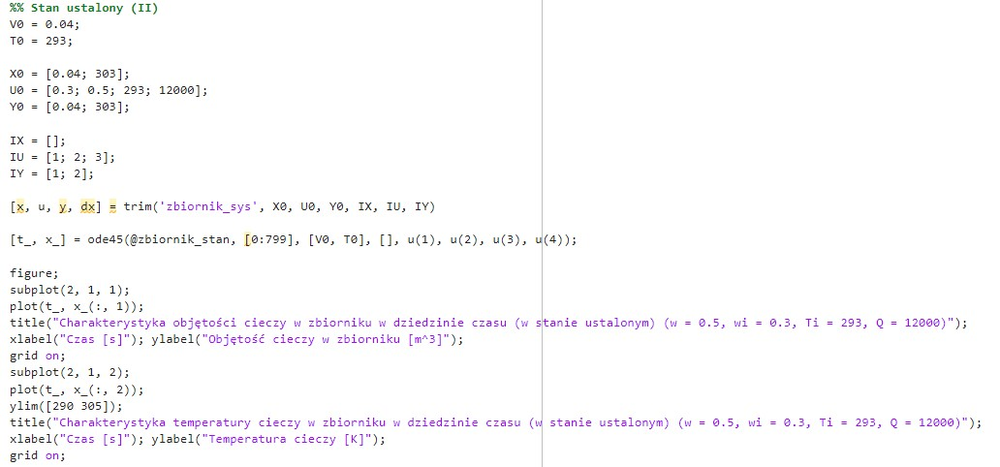 %% Stan ustalony (II)
V0 = 0.04;
T0 = 293;
X0 = [0.04; 303];
U0 = [0.3; 0.5; 293; 12000];
Y0 = [0.04; 303];
IX = [];
IU = [1; 2; 3];
IY = [1; 2];
[x, u, y, dx] = trim('zbiornik_sys', X0, U0, Y0, IX, IU, IY)
[t_, x_] = ode45(@zbiornik_stan, [0:799], [V0, T0], [], u(1), u(2), u(3), u(4));
figure;
subplot(2, 1, 1);
plot(t_, x_(:, 1));
title("Charakterystyka objętości cieczy w zbiorniku w dziedzinie czasu (w stanie ustalonym) (w = 0.5, wi = 0.3, Ti = 293, Q = 12000)");
xlabel("Czas [s]"); ylabel("Objętość cieczy w zbiorniku [m^3]");
grid on;
subplot(2, 1, 2);
plot(t_, x_(:, 2));
ylim([290 305]);
title("Charakterystyka temperatury cieczy w zbiorniku w dziedzinie czasu (w stanie ustalonym) (w = 0.5, wi = 0.3, Ti = 293, Q = 12000)");
xlabel("Czas [s]"); ylabel("Temperatura cieczy [K]");
grid on;